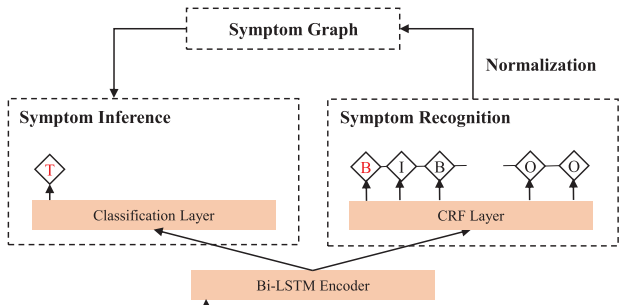 Symptom Graph
Normalization
Symptom Inference
T
Classification Layer
Symptom Recognition
B I B O O
CRF Layer
Bi-LSTM Encoder